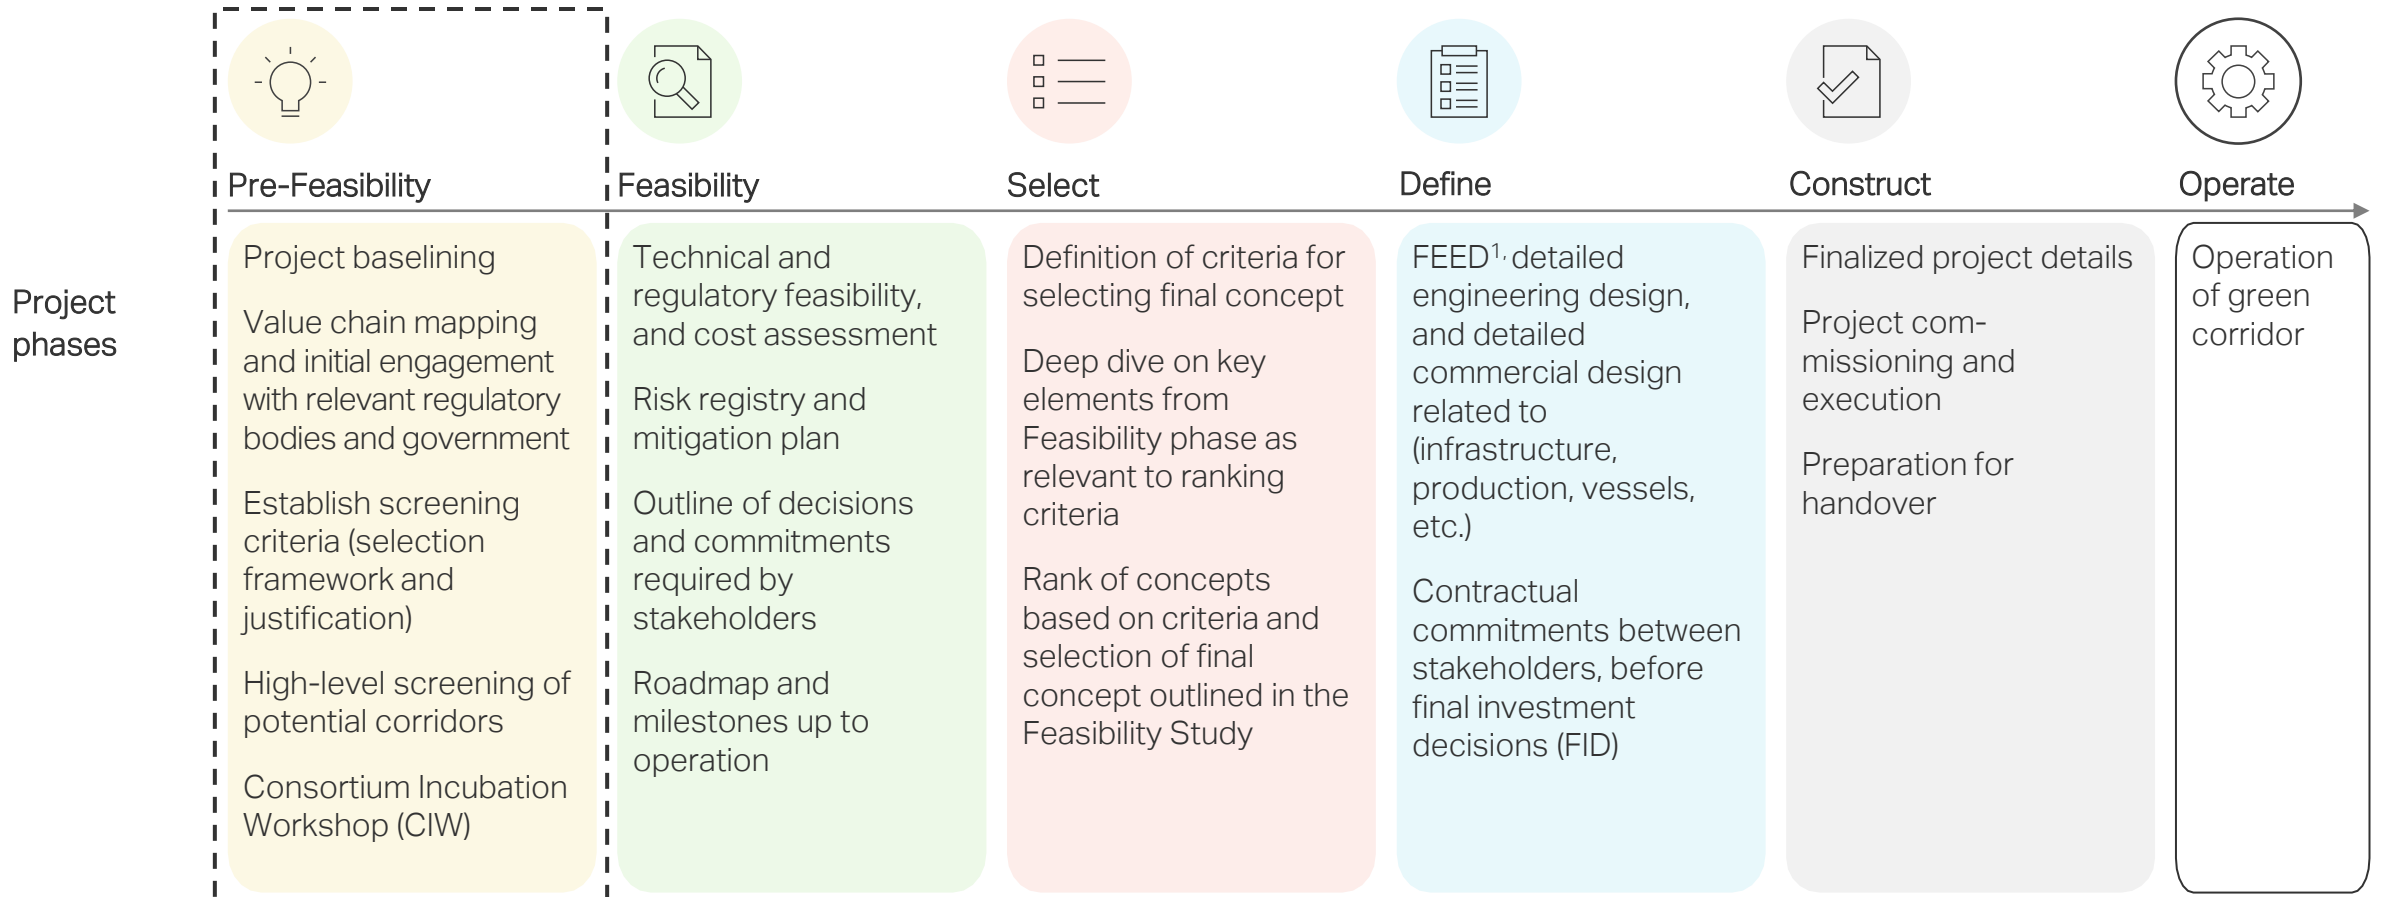 Pre-Feasibility
Feasibility
Select
Define
Construct
Operate
Project
phases
Project baselining
Value chain mapping
and initial engagement
with relevant regulatory
bodies and government
Establish screening
criteria (selection
framework and
justification)
High-level screening of
potential corridors
Consortium Incubation
Workshop (CIW)
Technical and
regulatory feasibility,
and cost assessment
Risk registry and
mitigation plan
Outline of decisions
and commitments
required by
stakeholders
Roadmap and
milestones up to
operation
Definition of criteria for
selecting final concept
Deep dive on key
elements from
Feasibility phase as
relevant to ranking
criteria
Rank of concepts
based on criteria and
selection of final
concept outlined in the
Feasibility Study
FEED¹, detailed
engineering design,
and detailed
commercial design
related to
(infrastructure,
production, vessels,
etc.)
Contractual
commitments between
stakeholders, before
final investment
decisions (FID)
Finalized project details
Project com-
missioning and
execution
Preparation for
handover
Operation
of green
corridor